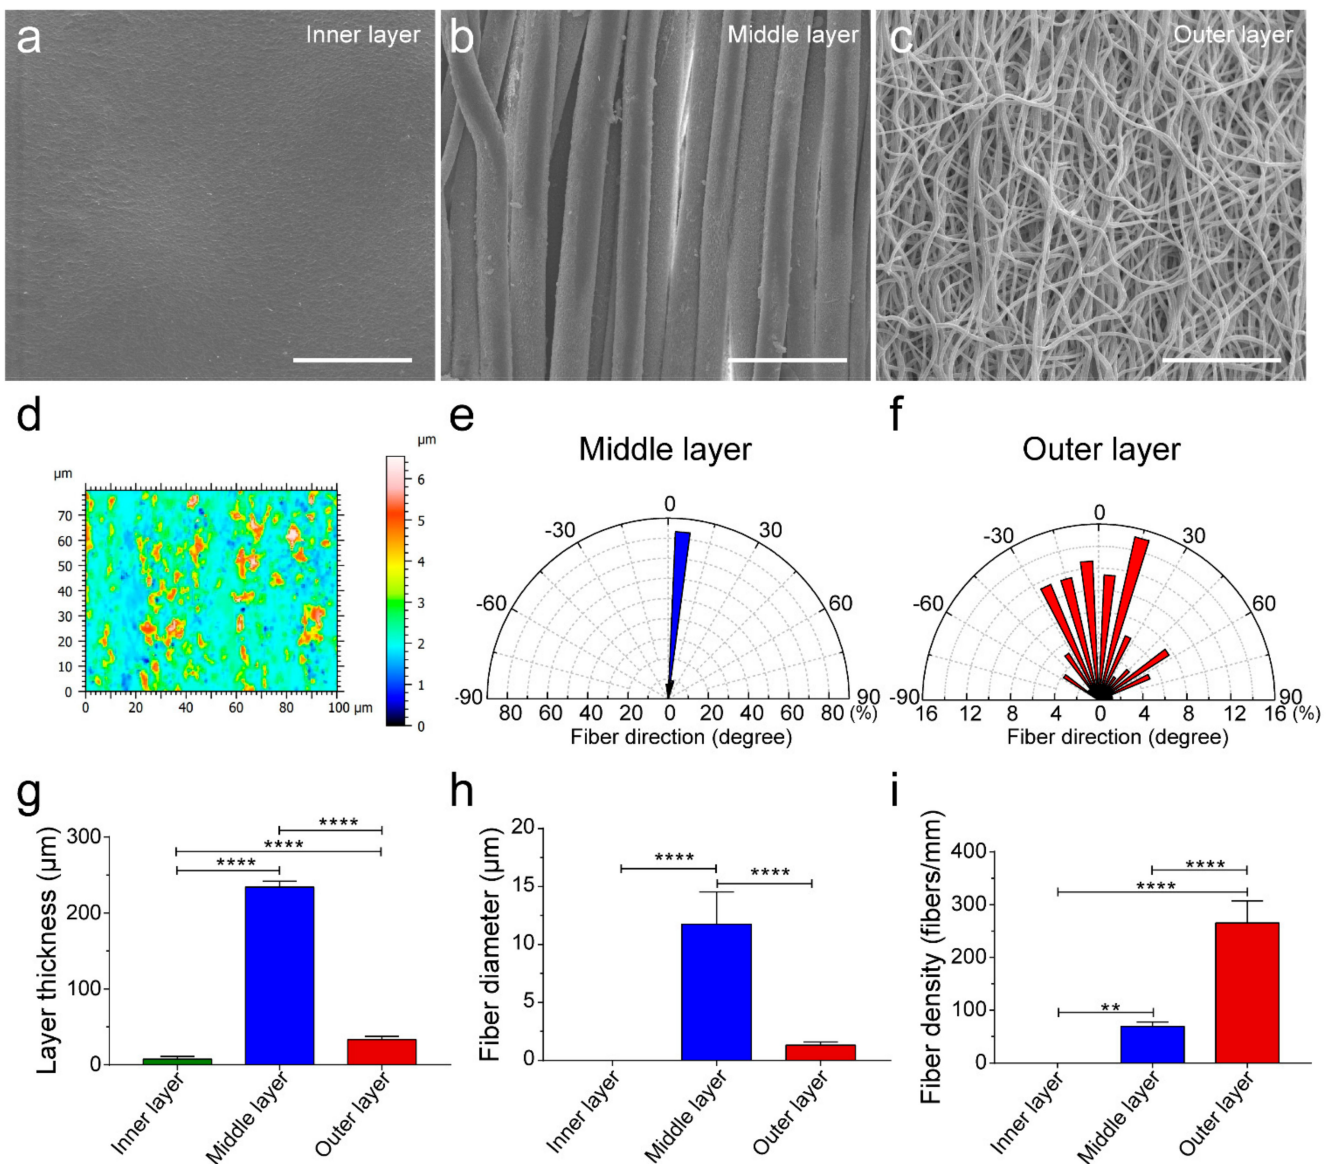 a
Inner layer
b
Middle layer
c
Outer layer
d
µm
70
60
50
40
30
20
10
0
0 20 40 60 80 100 µm
µm
6
5
4
3
2
1
0
e
Middle layer
0
-30 30
-60 60
-90 90
80 60 40 20 0 20 40 60 80 (%)
Fiber direction (degree)
f
Outer layer
0
-30 30
-60 60
-90 90
16 12 8 4 0 4 8 12 16 (%)
Fiber direction (degree)
g
Layer thickness (µm)
300
200
100
0
****
****
****
Inner layer
Middle layer
Outer layer
h
Fiber diameter (µm)
20
15
10
5
0
****
****
Inner layer
Middle layer
Outer layer
i
Fiber density (fibers/mm)
400
300
200
100
0
****
****
**
Inner layer
Middle layer
Outer layer